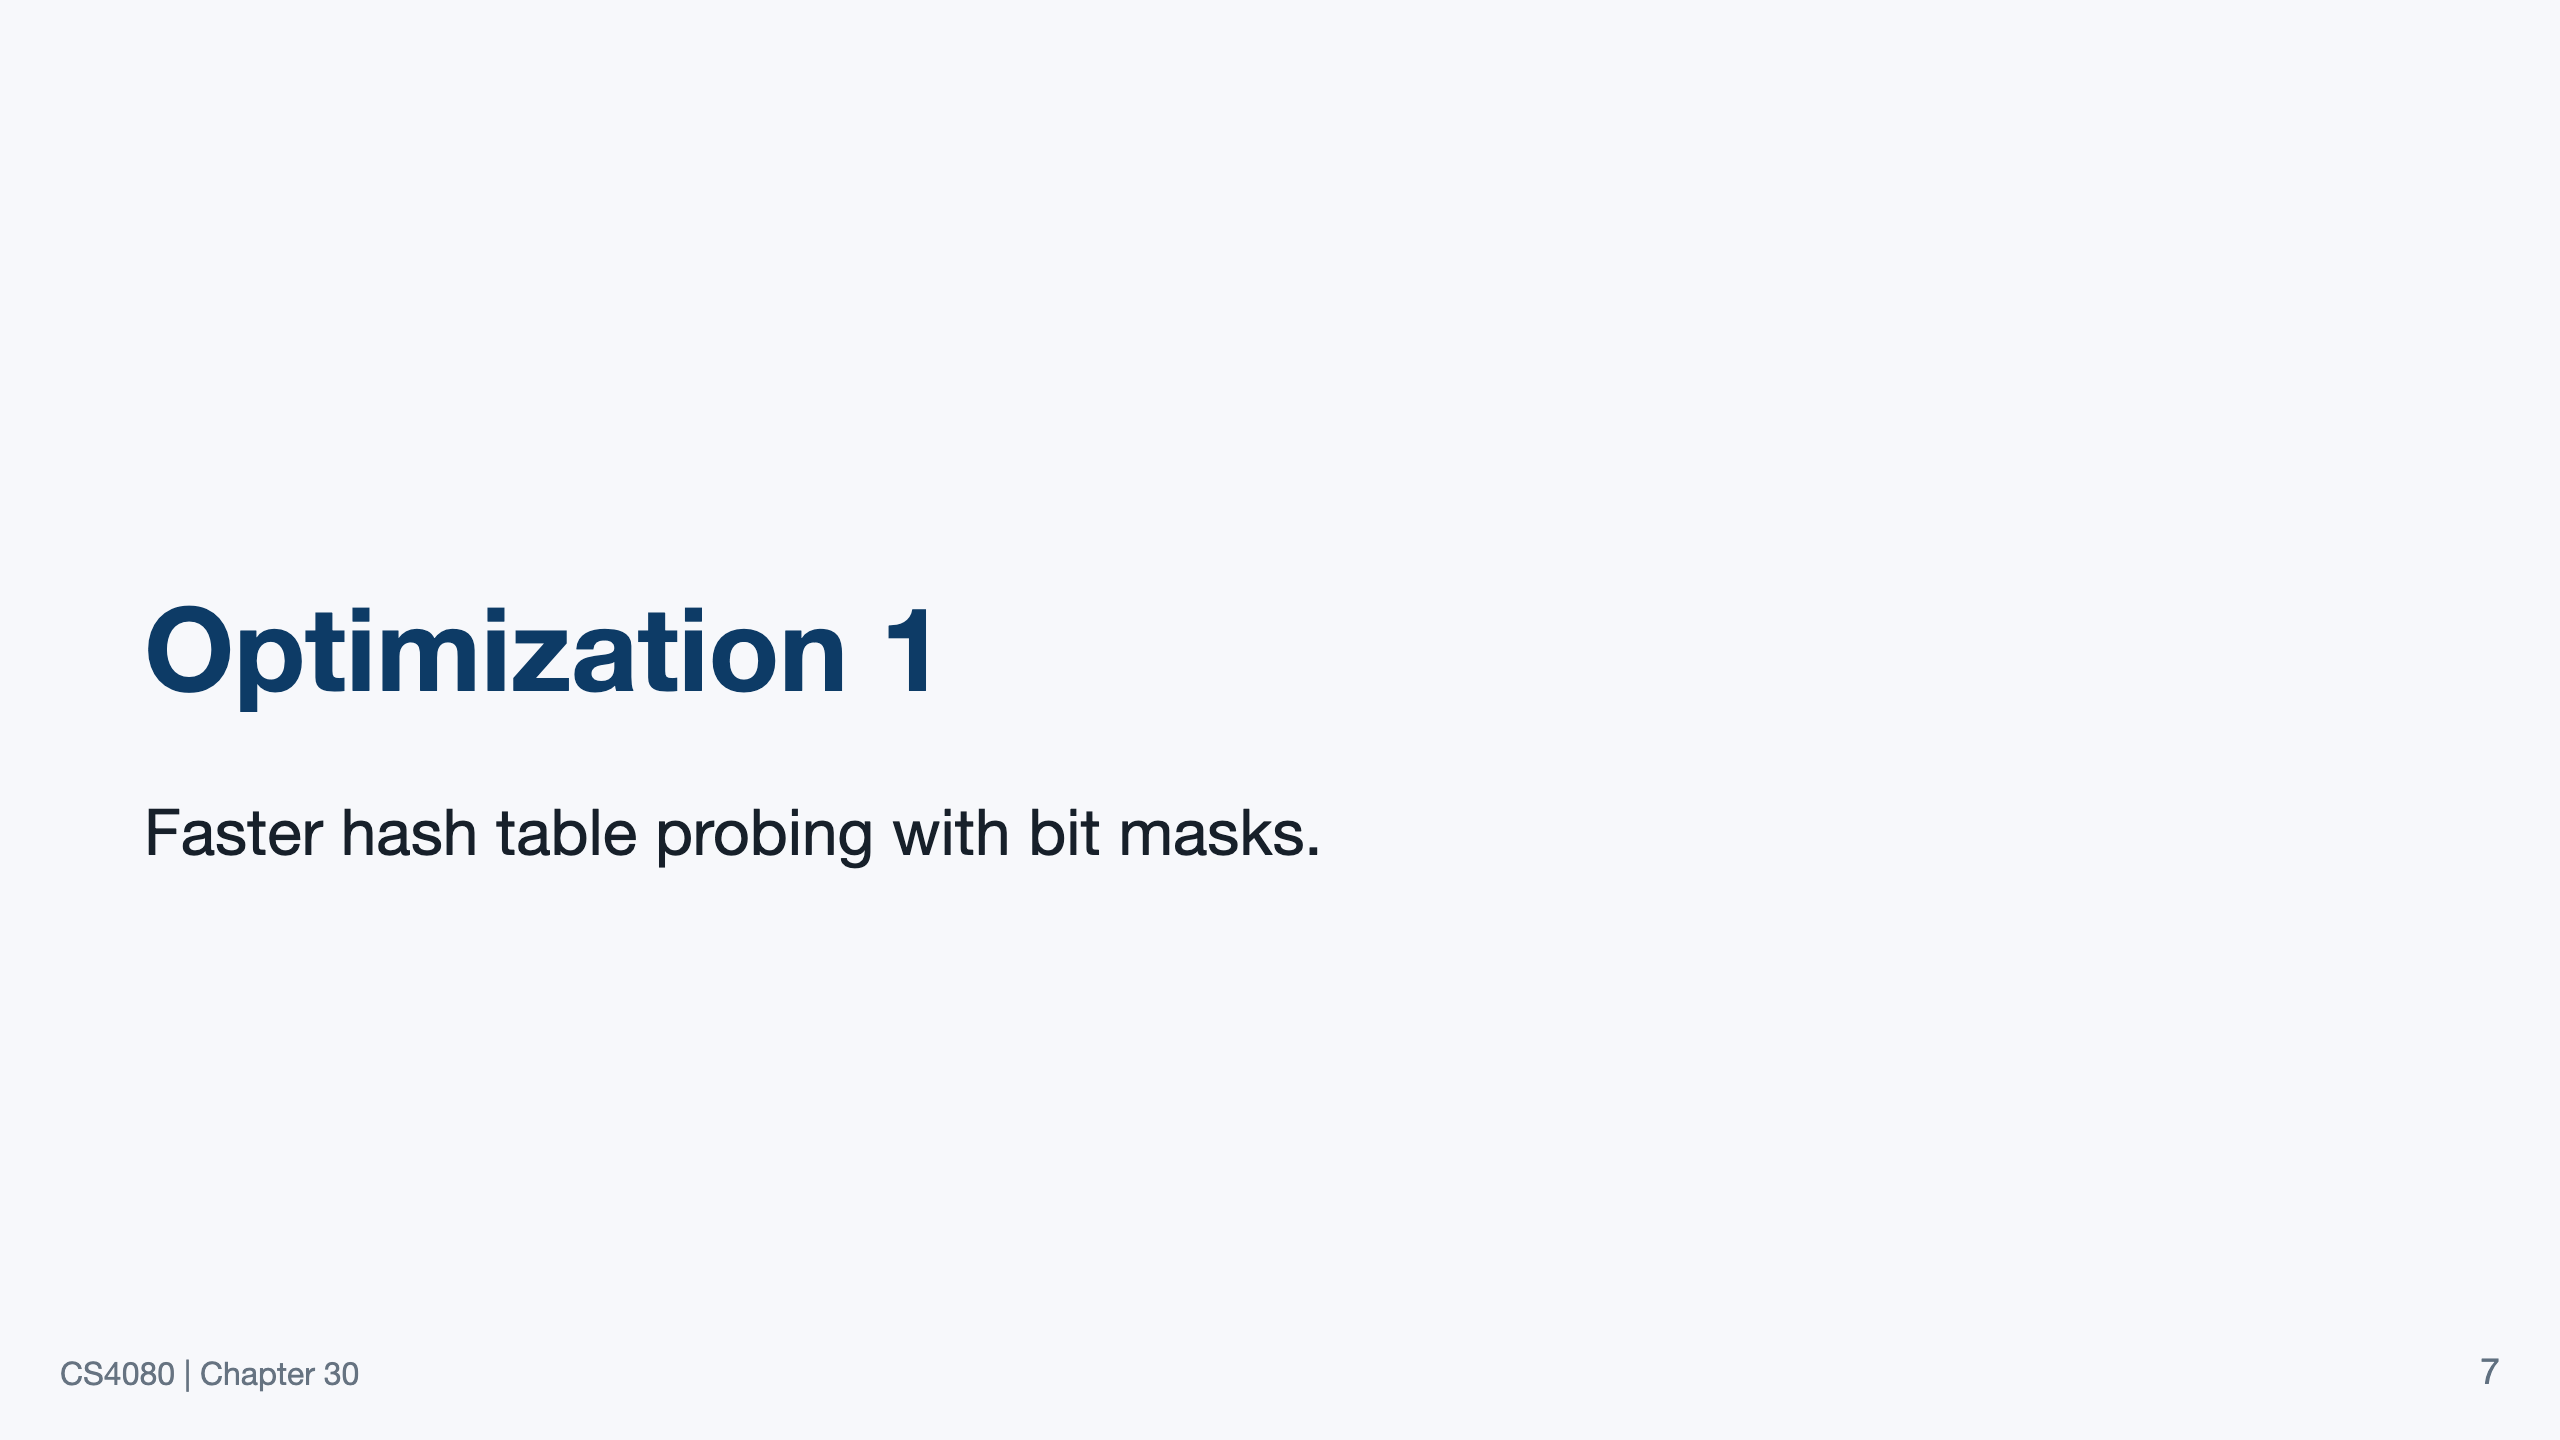 Optimization 1
Faster hash table probing with bit masks.
CS4080 | Chapter 30
7